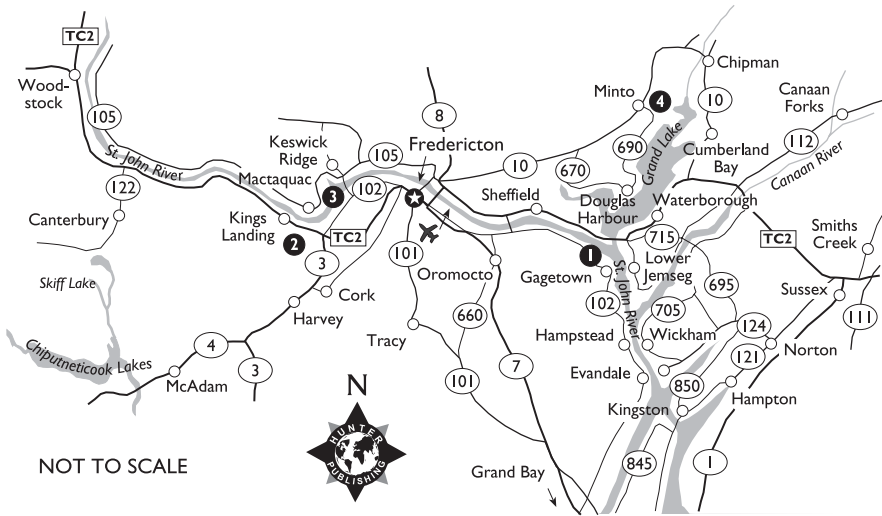 TC2
Wood-
stock
105
St. John River
122
Canterbury
Skiff Lake
Chiputneticook Lakes
4
McAdam
3
Harvey
Cork
3
TC2
Kings
Landing
2
Mactaquac
Keswick
Ridge
3
102
105
Fredericton
8
10
Sheffield
101
Oromocto
Tracy
660
101
7
Minto
4
Chipman
10
690
670
Grand Lake
Cumberland
Bay
Douglas
Harbour
Waterborough
Canaan
Forks
112
Canaan River
TC2
Smiths
Creek
Sussex
111
1
Gagetown
715
Lower
Jemseg
695
102
St. John River
705
Hampstead
Wickham
124
Norton
121
Evandale
850
Hampton
Kingston
845
1
Grand Bay
N
HUNTER
PUBLISHING
NOT TO SCALE